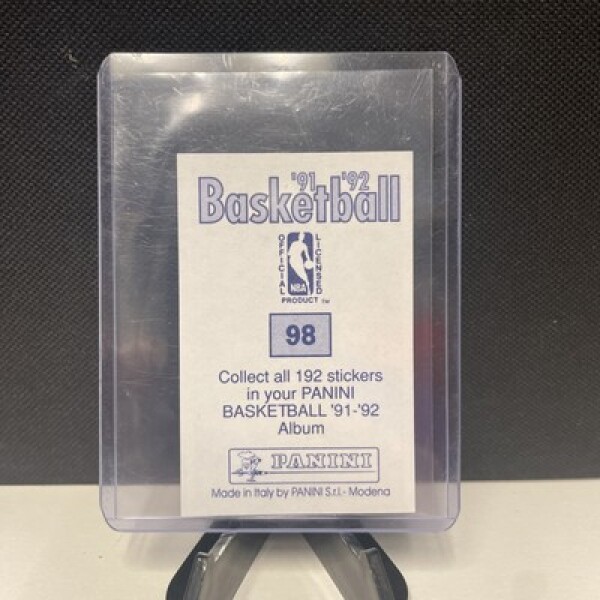 '91 '92
Basketball
OFFICIAL LICENSED
NBA
PRODUCT TM
98
Collect all 192 stickers
in your PANINI
BASKETBALL '91-'92
Album
PANINI
Made in Italy by PANINI S.r.l. - Modena